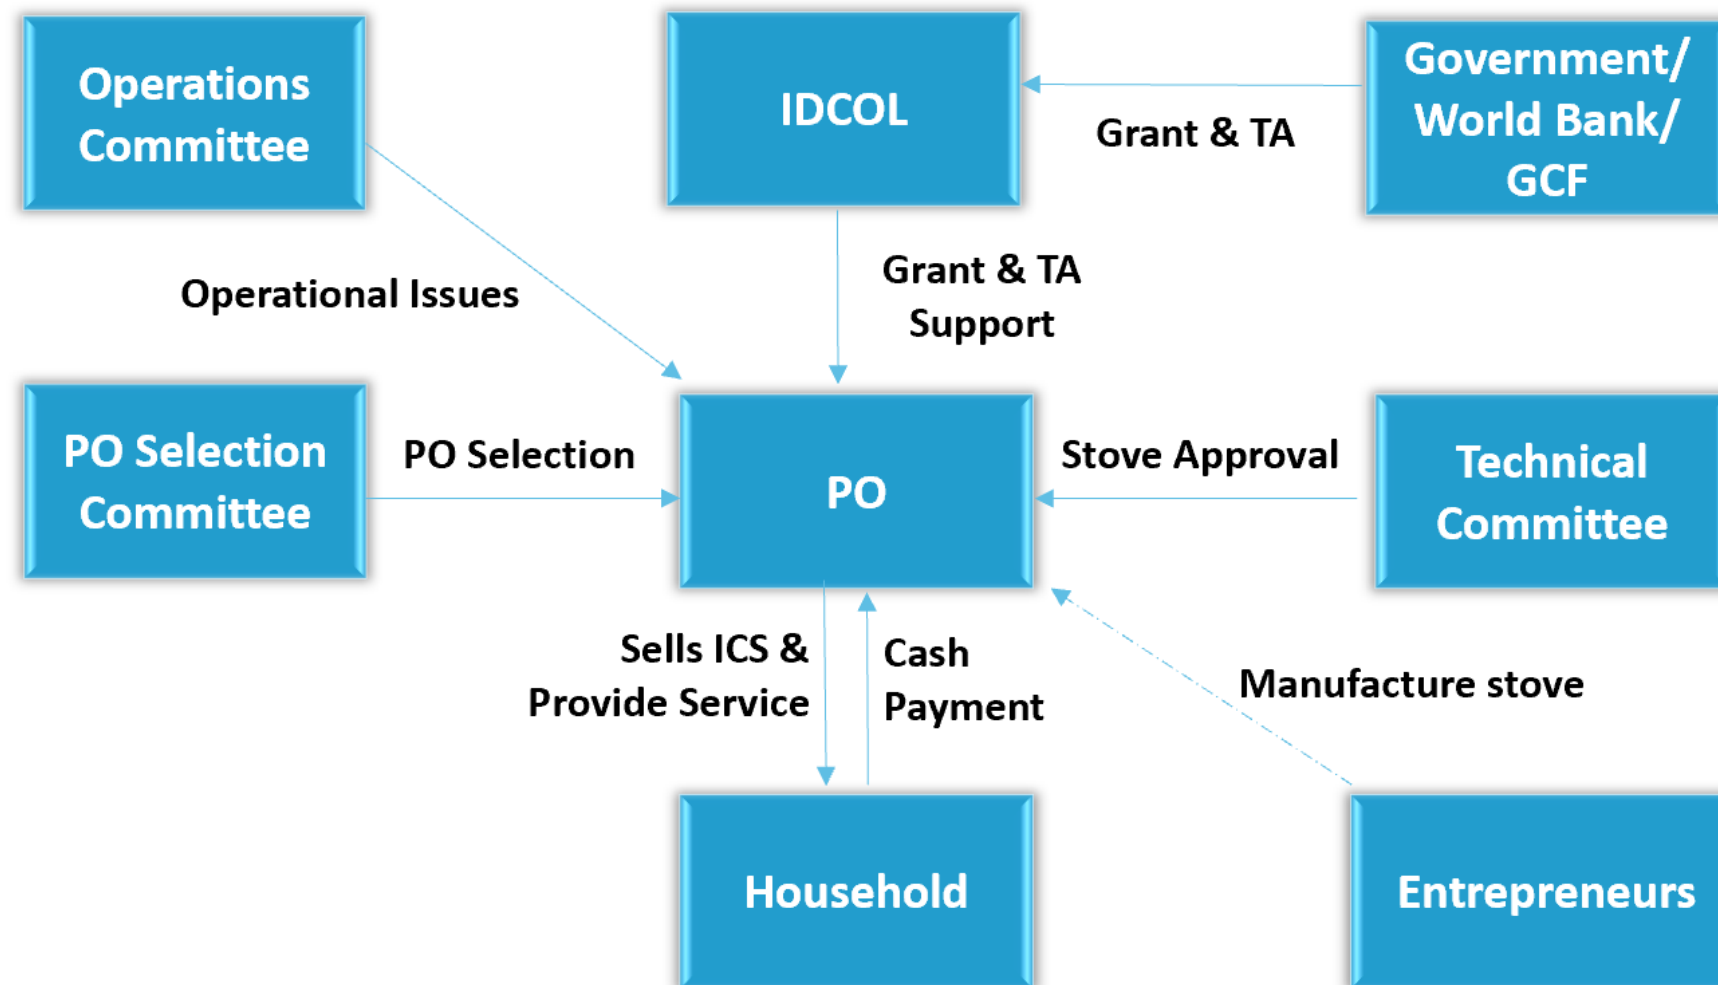 Operations
Committee
IDCOL
Government/
World Bank/
GCF
Grant & TA
Operational Issues
Grant & TA
Support
PO Selection
Committee
PO Selection
PO
Stove Approval
Technical
Committee
Sells ICS &
Provide Service
Cash
Payment
Manufacture stove
Household
Entrepreneurs